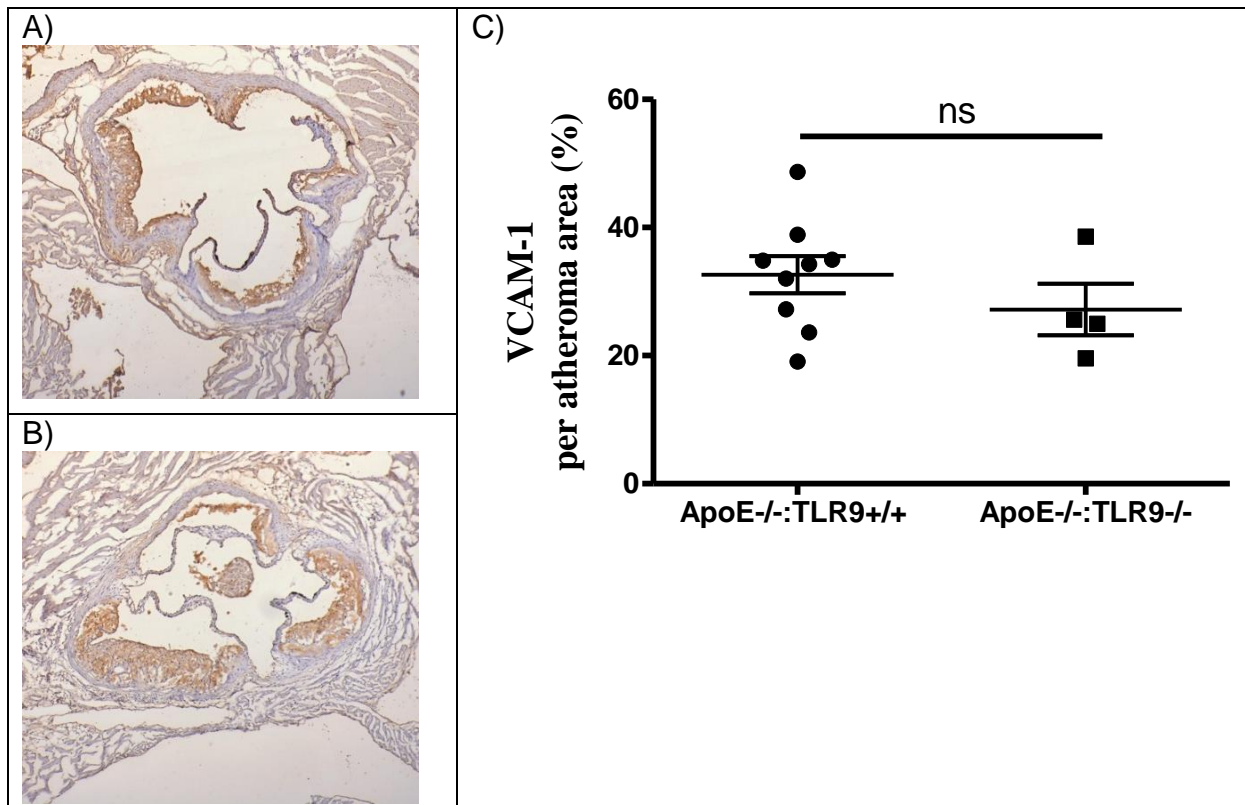 A)
B)
C)
60
40
20
0
VCAM-1
per atheroma area (%)
ns
ApoE-/-:TLR9+/+
ApoE-/-:TLR9-/-